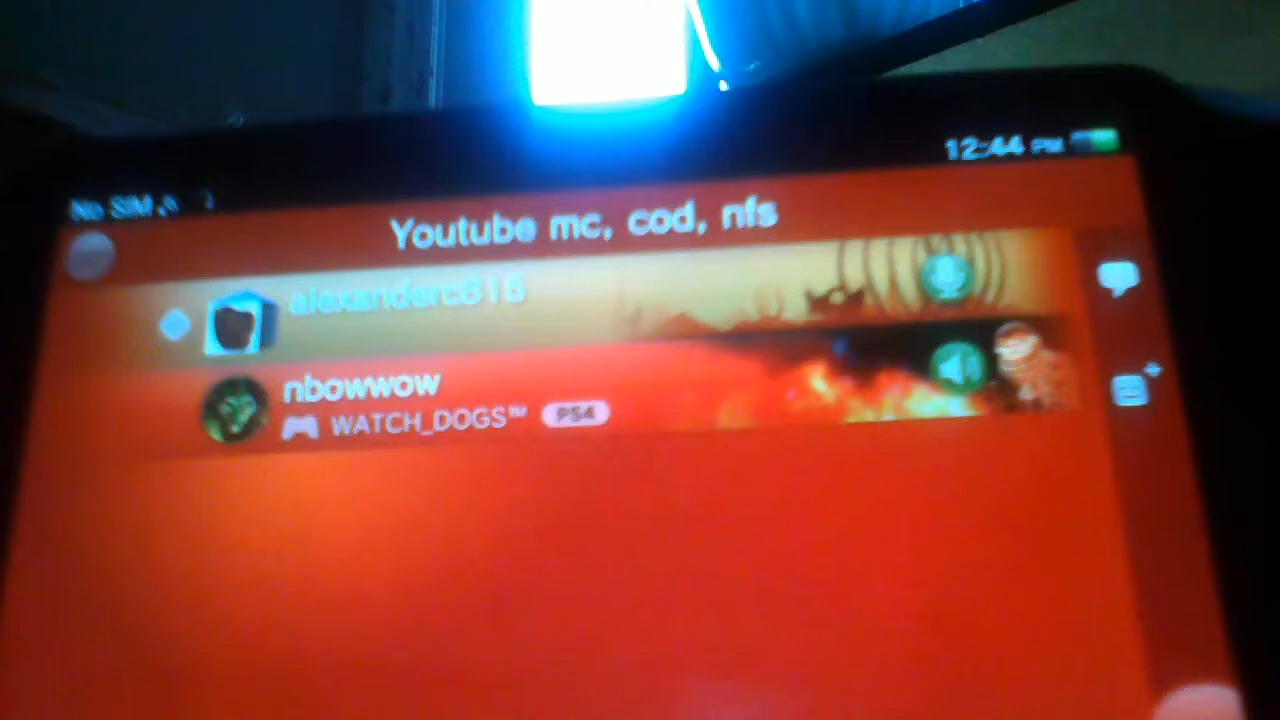 No SIM
12:44 PM
Youtube mc, cod, nfs
alexanderc615
nbowwow
WATCH_DOGS™ PS4